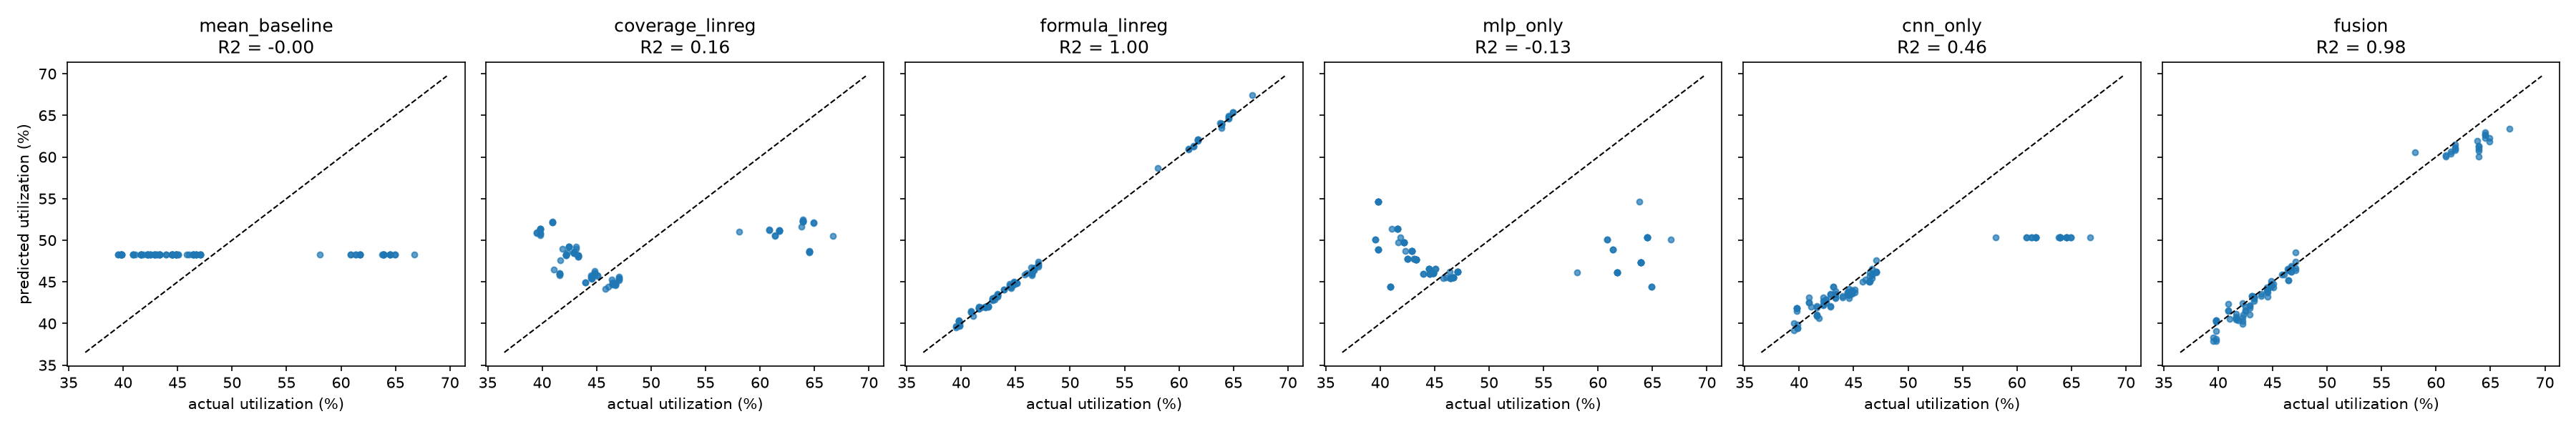 mean_baseline
R2 = -0.00
coverage_linreg
R2 = 0.16
formula_linreg
R2 = 1.00
mlp_only
R2 = -0.13
cnn_only
R2 = 0.46
fusion
R2 = 0.98
predicted utilization (%)
70
65
60
55
50
45
40
35
35 40 45 50 55 60 65 70
actual utilization (%)
35 40 45 50 55 60 65 70
actual utilization (%)
35 40 45 50 55 60 65 70
actual utilization (%)
35 40 45 50 55 60 65 70
actual utilization (%)
35 40 45 50 55 60 65 70
actual utilization (%)
35 40 45 50 55 60 65 70
actual utilization (%)